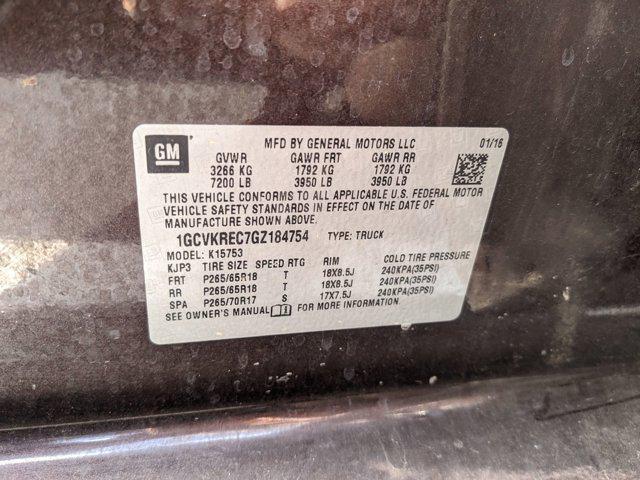 GM
MFD BY GENERAL MOTORS LLC 01/16
GVWR GAWR FRT GAWR RR
3266 KG 1792 KG 1792 KG
7200 LB 3950 LB 3950 LB
THIS VEHICLE CONFORMS TO ALL APPLICABLE U.S. FEDERAL MOTOR
VEHICLE SAFETY STANDARDS IN EFFECT ON THE DATE OF
MANUFACTURE SHOWN ABOVE.
1GCVKREC7GZ184754 TYPE: TRUCK
MODEL: K15753
KJP3 TIRE SIZE SPEED RTG RIM COLD TIRE PRESSURE
FRT P265/65R18 T 18X8.5J 240KPA(35PSI)
RR P265/65R18 T 18X8.5J 240KPA(35PSI)
SPA P265/70R17 S 17X7.5J 240KPA(35PSI)
SEE OWNER'S MANUAL FOR MORE INFORMATION.